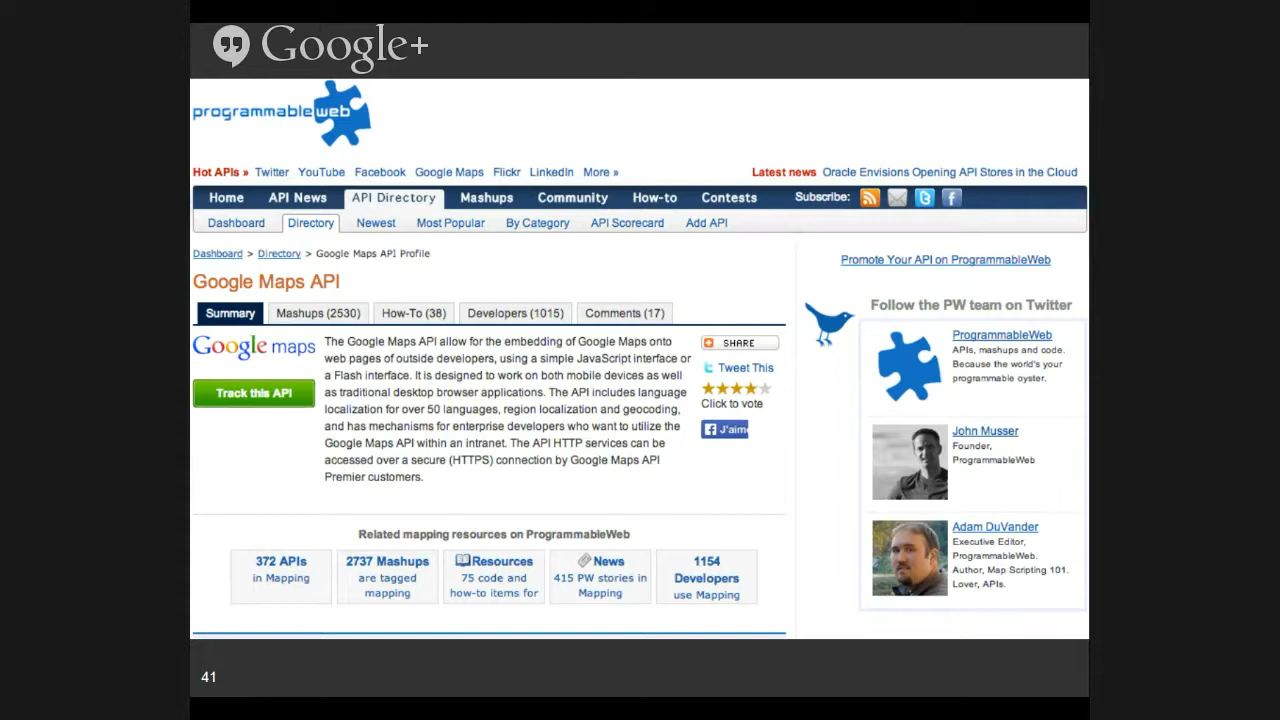 Google+
programmableweb
Hot APIs » Twitter YouTube Facebook Google Maps Flickr LinkedIn More »
Latest news Oracle Envisions Opening API Stores in the Cloud
Home API News API Directory Mashups Community How-to Contests Subscribe:
Dashboard Directory Newest Most Popular By Category API Scorecard Add API
Dashboard > Directory > Google Maps API Profile
Google Maps API
Summary Mashups (2530) How-To (38) Developers (1015) Comments (17)
Google maps
Track this API
The Google Maps API allow for the embedding of Google Maps onto
web pages of outside developers, using a simple JavaScript interface or
a Flash interface. It is designed to work on both mobile devices as well
as traditional desktop browser applications. The API includes language
localization for over 50 languages, region localization and geocoding,
and has mechanisms for enterprise developers who want to utilize the
Google Maps API within an intranet. The API HTTP services can be
accessed over a secure (HTTPS) connection by Google Maps API
Premier customers.
SHARE
Tweet This
Click to vote
J'aim
Related mapping resources on ProgrammableWeb
372 APIs
in Mapping
2737 Mashups
are tagged
mapping
Resources
75 code and
how-to items for
News
415 PW stories in
Mapping
1154
Developers
use Mapping
Promote Your API on ProgrammableWeb
Follow the PW team on Twitter
ProgrammableWeb
APIs, mashups and code.
Because the world's your
programmable oyster.
John Musser
Founder,
ProgrammableWeb
Adam DuVander
Executive Editor,
ProgrammableWeb.
Author, Map Scripting 101.
Lover, APIs.
41